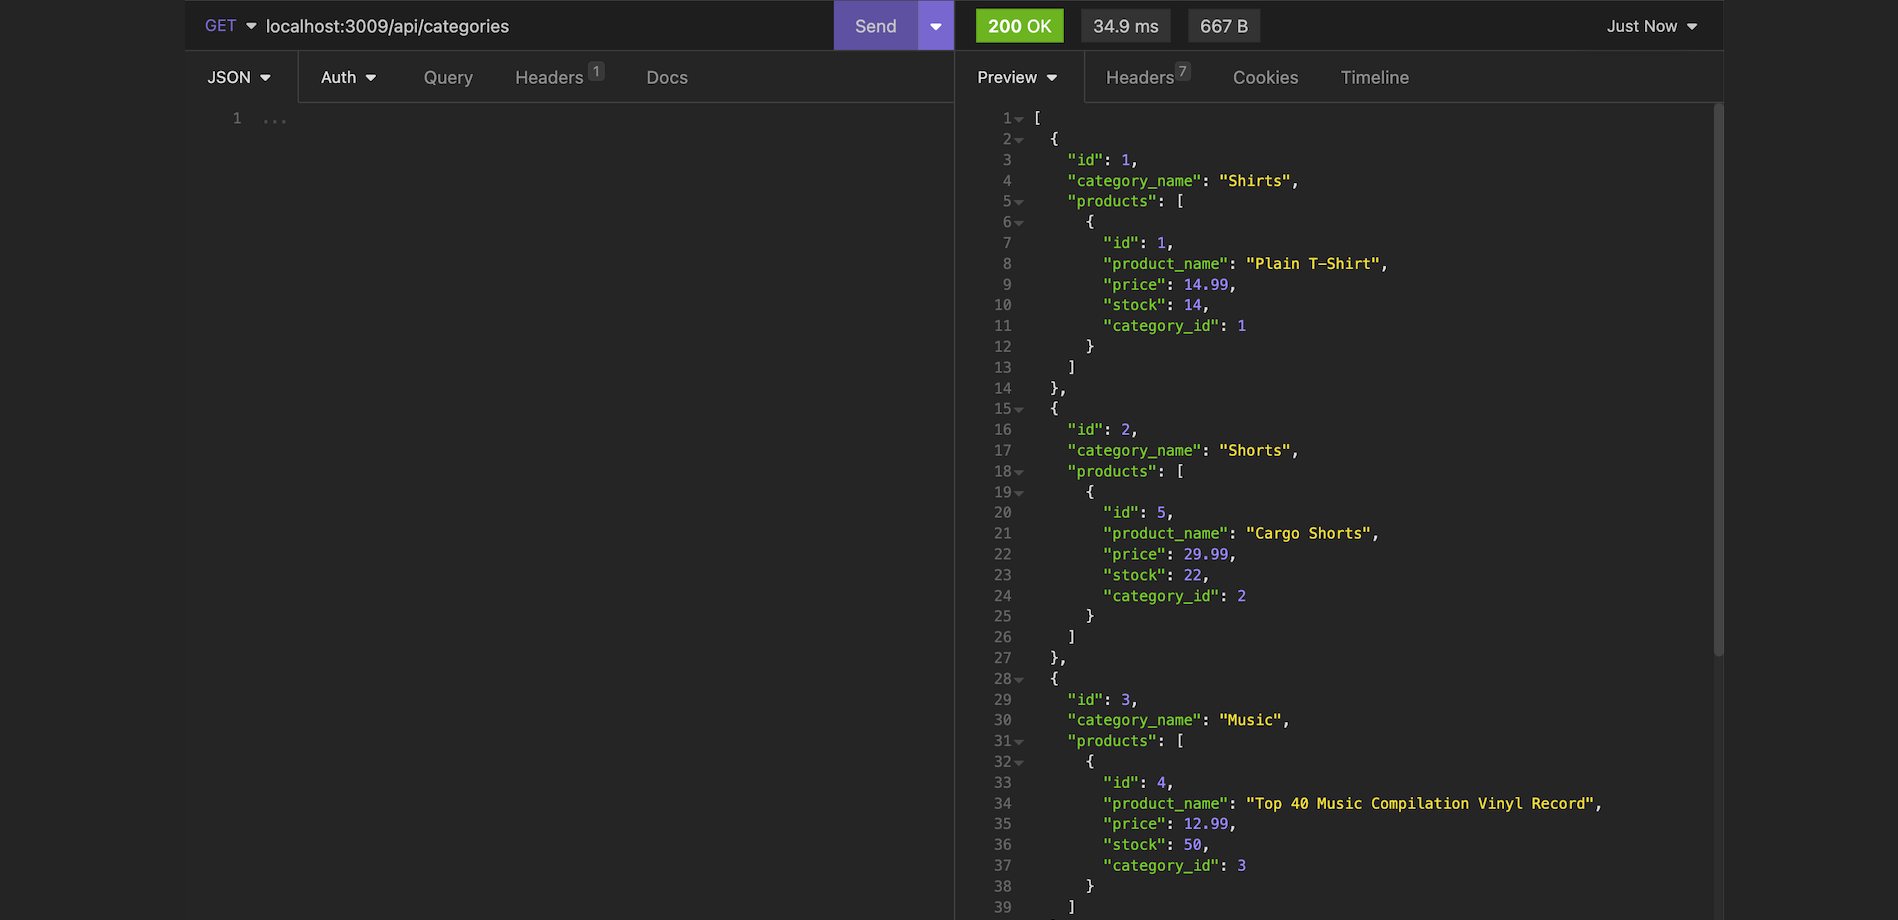 GET localhost:3009/api/categories Send 200 OK 34.9 ms 667 B Just Now
JSON Auth Query Headers 1 Docs Preview Headers 7 Cookies Timeline
1 ...
1 [
2 {
3 "id": 1,
4 "category_name": "Shirts",
5 "products": [
6 {
7 "id": 1,
8 "product_name": "Plain T-Shirt",
9 "price": 14.99,
10 "stock": 14,
11 "category_id": 1
12 }
13 ]
14 },
15 {
16 "id": 2,
17 "category_name": "Shorts",
18 "products": [
19 {
20 "id": 5,
21 "product_name": "Cargo Shorts",
22 "price": 29.99,
23 "stock": 22,
24 "category_id": 2
25 }
26 ]
27 },
28 {
29 "id": 3,
30 "category_name": "Music",
31 "products": [
32 {
33 "id": 4,
34 "product_name": "Top 40 Music Compilation Vinyl Record",
35 "price": 12.99,
36 "stock": 50,
37 "category_id": 3
38 }
39 ]